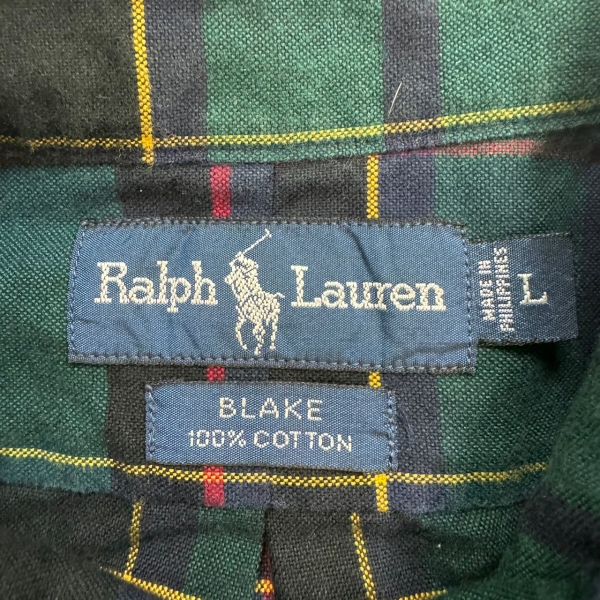 Ralph Lauren
MADE IN
PHILIPPINES
L
BLAKE
100% COTTON